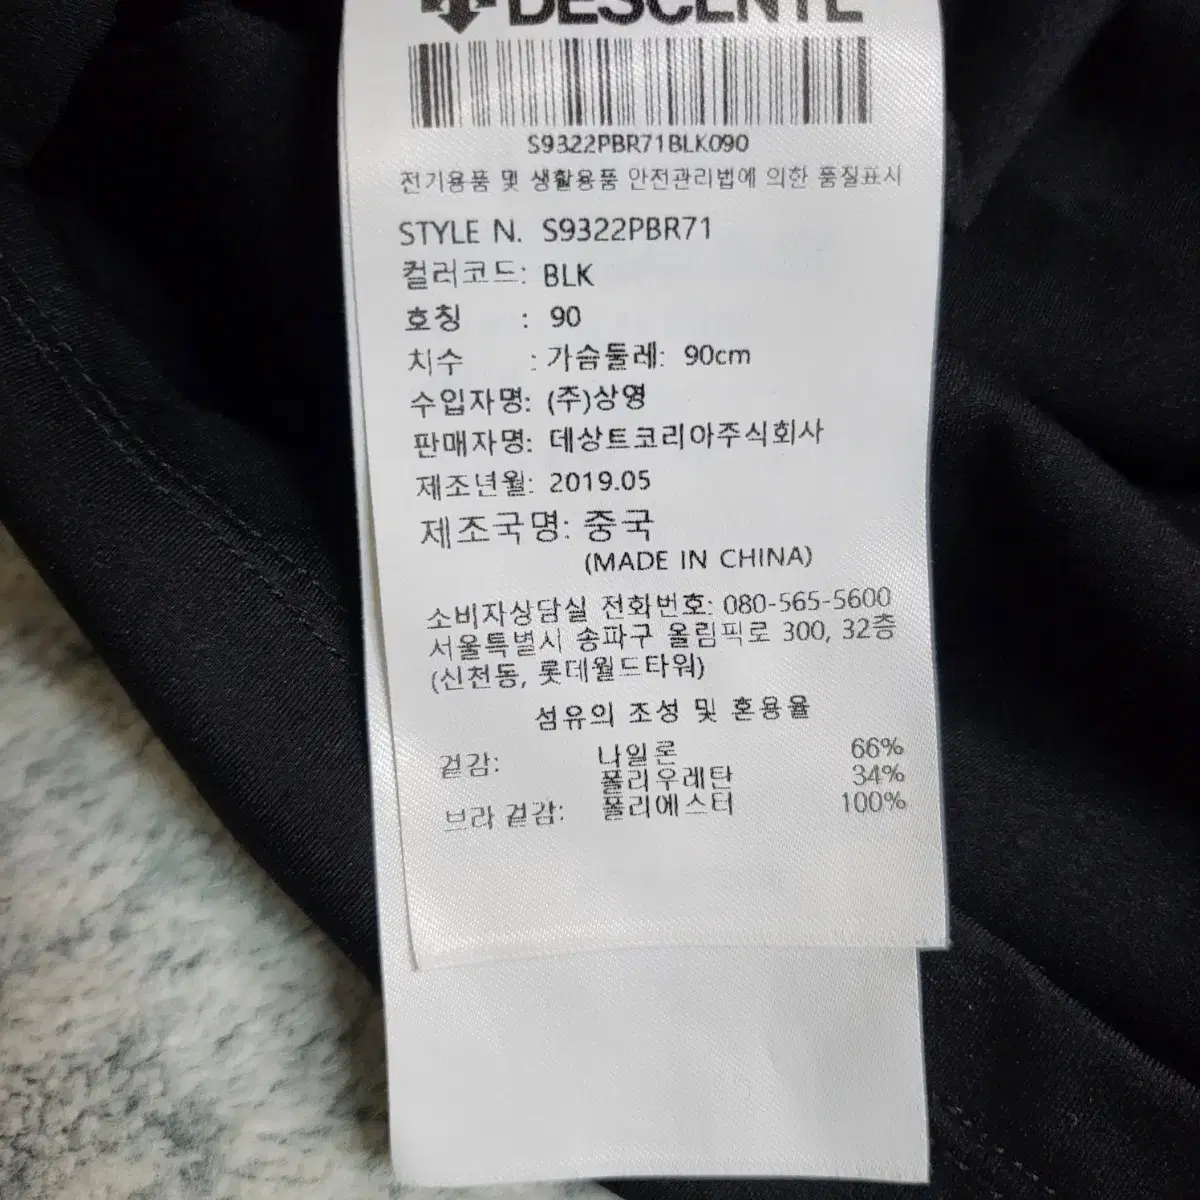 DESCENTE
S9322PBR71BLK090
전기용품 및 생활용품 안전관리법에 의한 품질표시
STYLE N. S9322PBR71
컬러코드: BLK
호칭 : 90
치수 : 가슴둘레: 90cm
수입자명: (주)상영
판매자명: 데상트코리아주식회사
제조년월: 2019.05
제조국명: 중국
(MADE IN CHINA)
소비자상담실 전화번호: 080-565-5600
서울특별시 송파구 올림픽로 300, 32층
(신천동, 롯데월드타워)
섬유의 조성 및 혼용율
겉감: 나일론 66%
폴리우레탄 34%
브라 겉감: 폴리에스터 100%